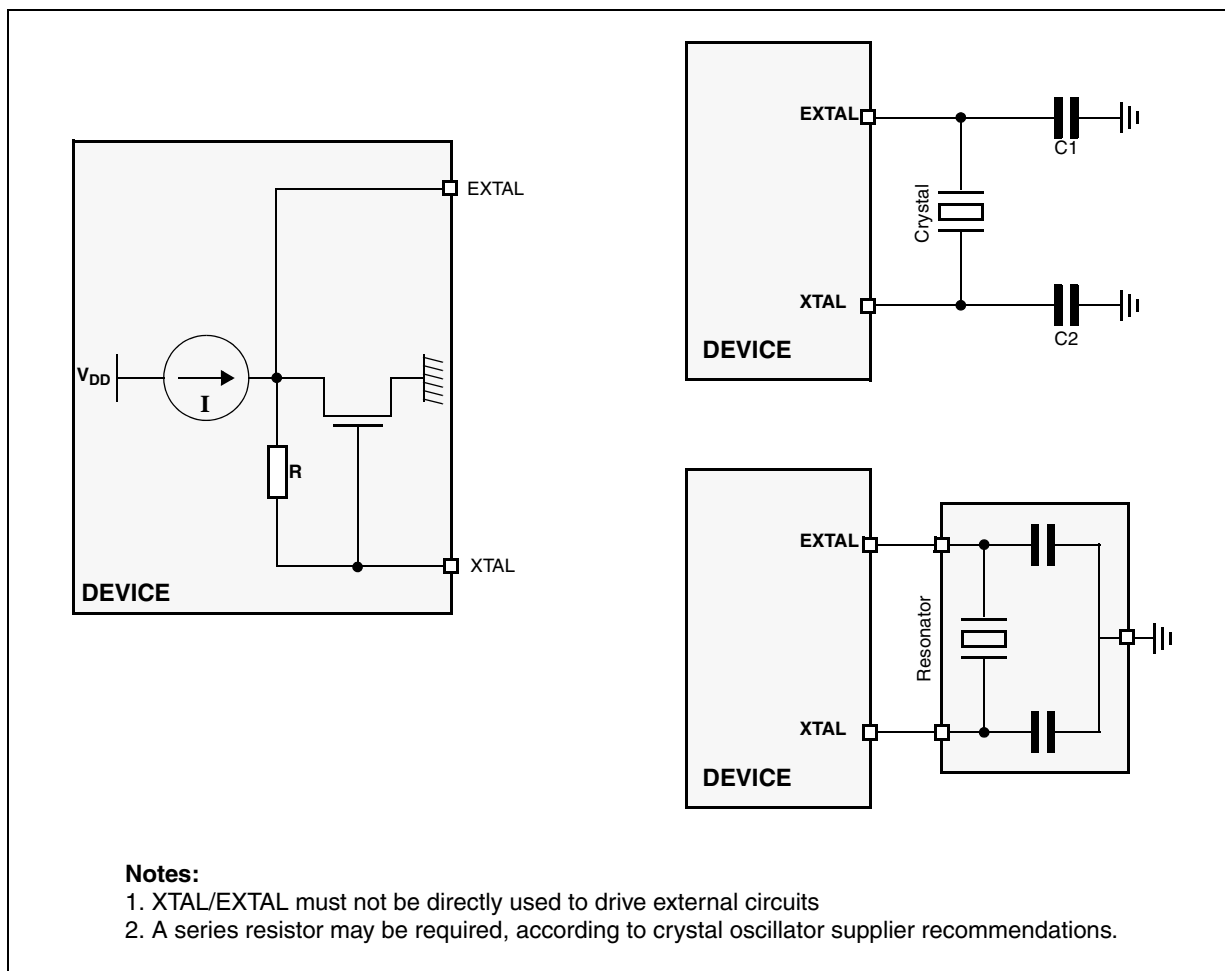 EXTAL
V_DD
I
R
XTAL
DEVICE
EXTAL
C1
Crystal
XTAL
C2
DEVICE
EXTAL
Resonator
XTAL
DEVICE
Notes:
1. XTAL/EXTAL must not be directly used to drive external circuits
2. A series resistor may be required, according to crystal oscillator supplier recommendations.